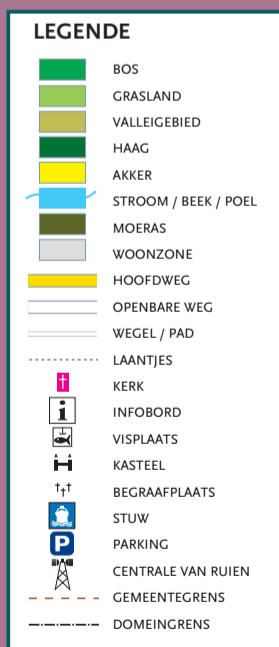 LEGENDE
BOS
GRASLAND
VALLEIGEBIED
HAAG
AKKER
STROOM / BEEK / POEL
MOERAS
WOONZONE
HOOFDWEG
OPENBARE WEG
WEGEL / PAD
LAANTJES
KERK
i INFOBORD
VISPLAATS
KASTEEL
BEGRAAFPLAATS
STUW
P PARKING
CENTRALE VAN RUIEN
GEMEENTEGRENS
DOMEINGRENS